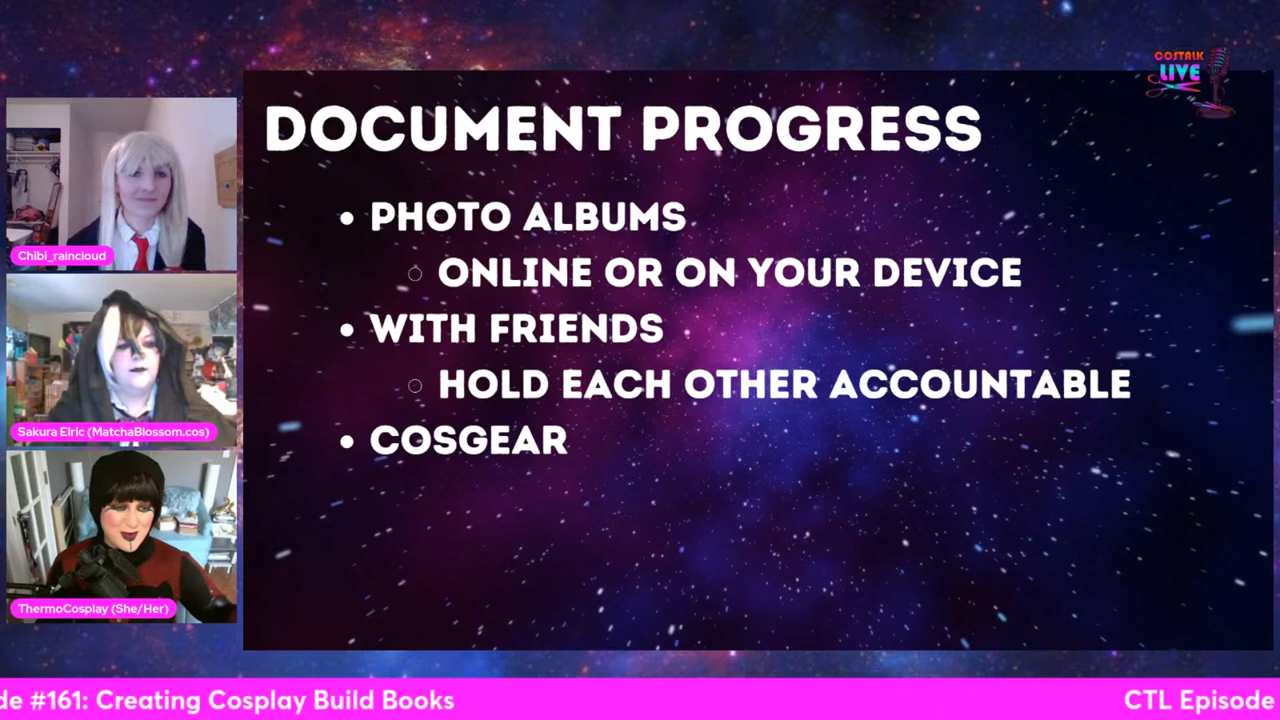 COSTALK
LIVE
DOCUMENT PROGRESS
• PHOTO ALBUMS
○ ONLINE OR ON YOUR DEVICE
• WITH FRIENDS
○ HOLD EACH OTHER ACCOUNTABLE
• COSGEAR
Chibi_raincloud
Sakura Elric (MatchaBlossom.cos)
ThermoCosplay (She/Her)
de #161: Creating Cosplay Build Books
CTL Episode